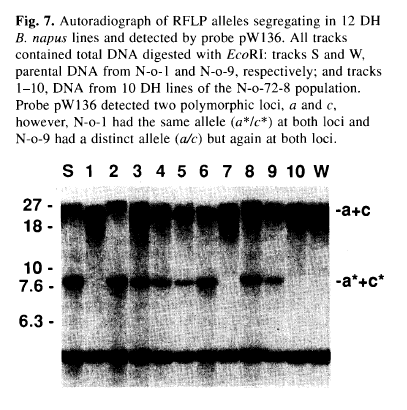 Fig. 7. Autoradiograph of RFLP alleles segregating in 12 DH
B. napus lines and detected by probe pW136. All tracks
contained total DNA digested with EcoRI: tracks S and W,
parental DNA from N-o-1 and N-o-9, respectively; and tracks
1–10, DNA from 10 DH lines of the N-o-72-8 population.
Probe pW136 detected two polymorphic loci, a and c,
however, N-o-1 had the same allele (a*/c*) at both loci and
N-o-9 had a distinct allele (a/c) but again at both loci.
S 1 2 3 4 5 6 7 8 9 10 W
27 -
-a+c
18 -
10 -
7.6 -
-a*+c*
6.3 -